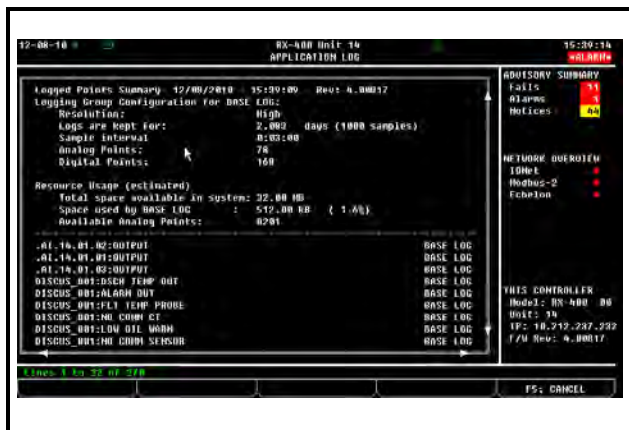 12-08-10
RX-400 Unit 14
15:39:14
APPLICATION LOG
*ALARM*
Logged Points Summary 12/08/2010 15:39:09 Rev: 4.00B17
Logging Group Configuration for BASE LOG:
Resolution: High
Logs are kept for: 2.082 days (1000 samples)
Sample interval 0:03:00
Analog Points: 78
Digital Points: 160
Resource Usage (estimated)
Total space available in system: 32.00 MB
Space used by BASE LOG : 512.00 KB ( 1.6%)
Available Analog Points: 8201
.AI.14.01.02:OUTPUT BASE LOG
.AI.14.01.01:OUTPUT BASE LOG
.AI.14.01.03:OUTPUT BASE LOG
DISCUS_001:DSCH TEMP OUT BASE LOG
DISCUS_001:ALARM OUT BASE LOG
DISCUS_001:FLT TEMP PROBE BASE LOG
DISCUS_001:NO COMM CT BASE LOG
DISCUS_001:LOW OIL WARN BASE LOG
DISCUS_001:NO COMM SENSOR BASE LOG
ADVISORY SUMMARY
Fails 11
Alarms
Notices 44
NETWORK OVERVIEW
IONet
Modbus-2
Echelon
THIS CONTROLLER
Model: RX-400 00
Unit: 14
IP: 10.212.237.232
F/W Rev: 4.00B17
Lines 1 to 22 of 270
F5: CANCEL